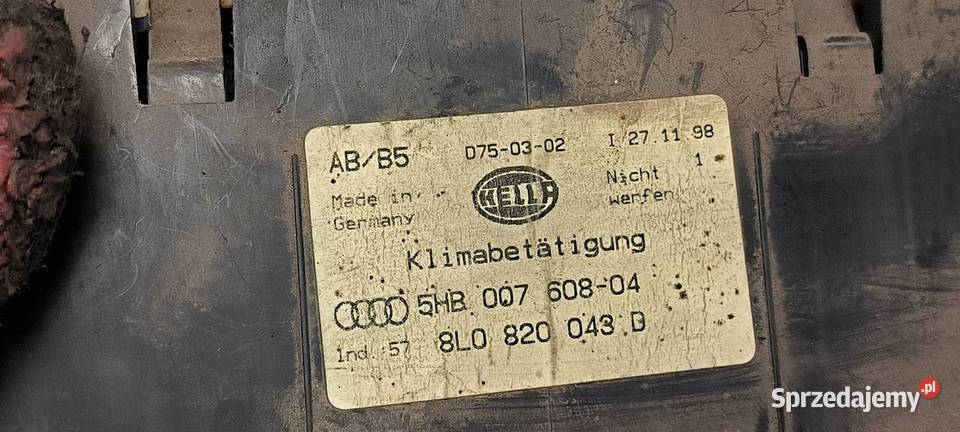 AB/B5 D75-03-02 I 27.11.98
Made in Germany HELLA Nicht werfen 1
Klimabetätigung
5HB 007 608-04
Ind. 57 8L0 820 043 D
Sprzedajemy.pl